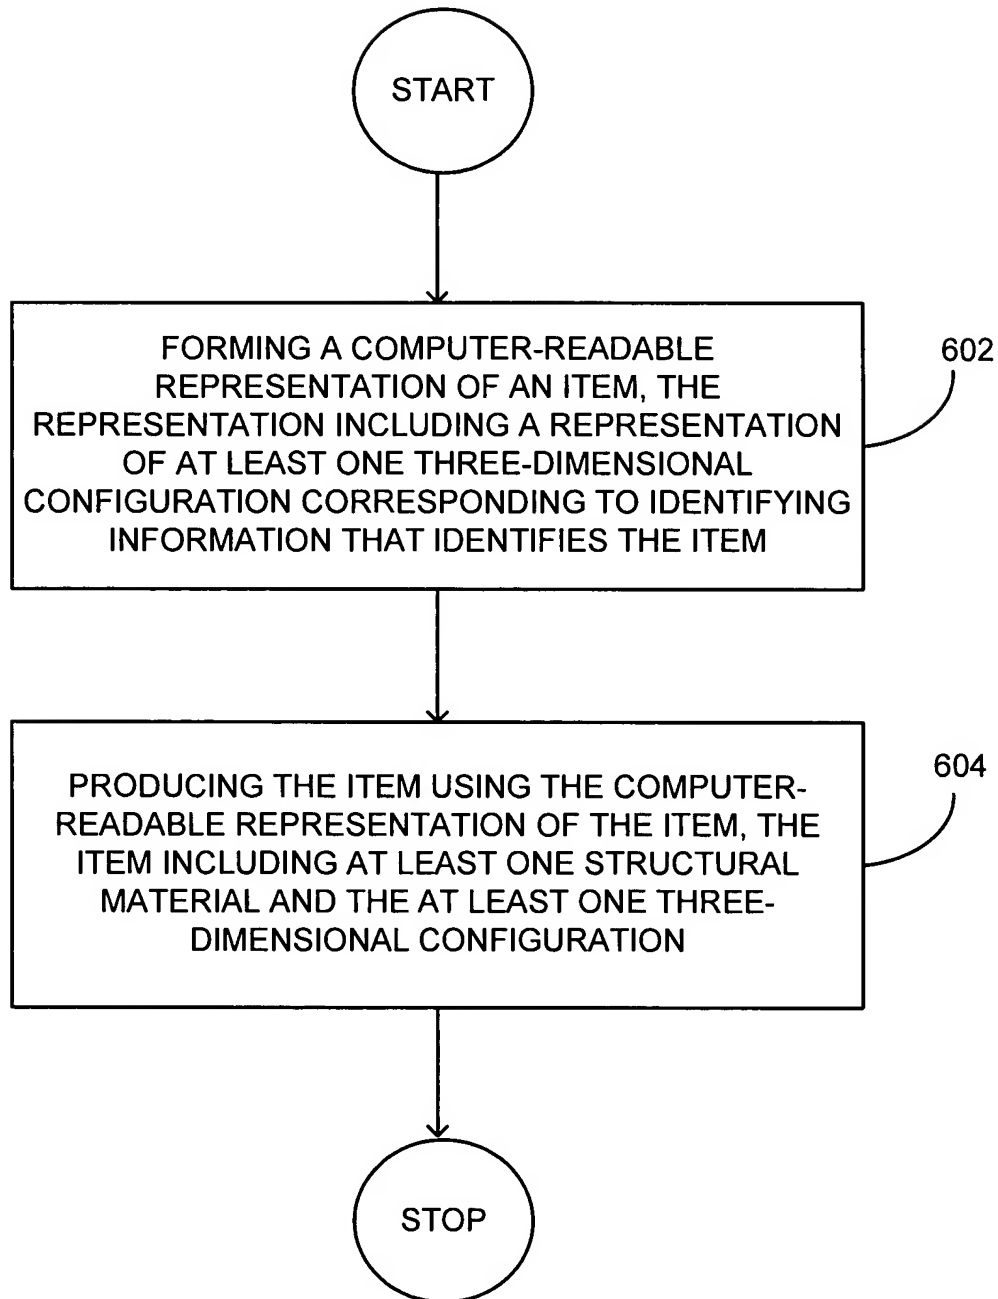 START
FORMING A COMPUTER-READABLE
REPRESENTATION OF AN ITEM, THE
REPRESENTATION INCLUDING A REPRESENTATION
OF AT LEAST ONE THREE-DIMENSIONAL
CONFIGURATION CORRESPONDING TO IDENTIFYING
INFORMATION THAT IDENTIFIES THE ITEM
602
PRODUCING THE ITEM USING THE COMPUTER-
READABLE REPRESENTATION OF THE ITEM, THE
ITEM INCLUDING AT LEAST ONE STRUCTURAL
MATERIAL AND THE AT LEAST ONE THREE-
DIMENSIONAL CONFIGURATION
604
STOP